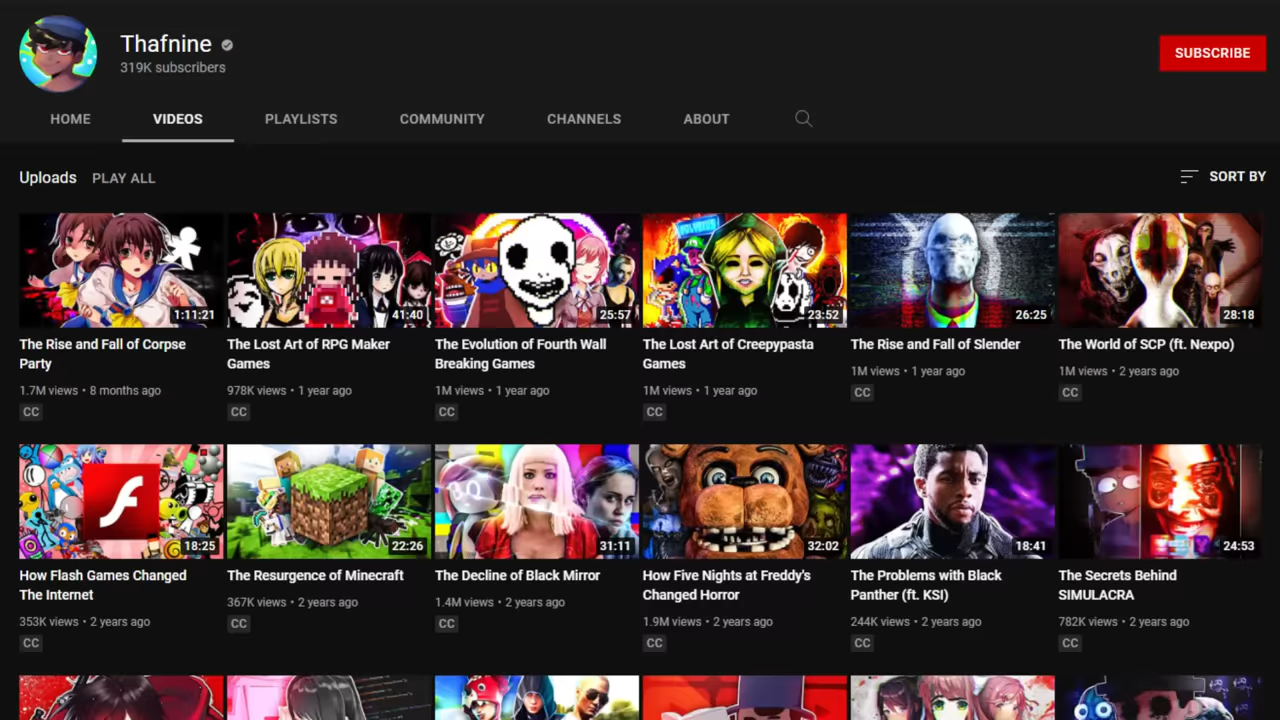 Thafnine
319K subscribers
SUBSCRIBE
HOME VIDEOS PLAYLISTS COMMUNITY CHANNELS ABOUT
Uploads PLAY ALL SORT BY
1:11:21 41:40 25:57 23:52 26:25 28:18
The Rise and Fall of Corpse
Party
1.7M views • 8 months ago
CC
The Lost Art of RPG Maker
Games
978K views • 1 year ago
CC
The Evolution of Fourth Wall
Breaking Games
1M views • 1 year ago
CC
The Lost Art of Creepypasta
Games
1M views • 1 year ago
CC
The Rise and Fall of Slender
1M views • 1 year ago
CC
The World of SCP (ft. Nexpo)
1M views • 2 years ago
CC
18:25 22:26 31:11 32:02 18:41 24:53
How Flash Games Changed
The Internet
353K views • 2 years ago
CC
The Resurgence of Minecraft
367K views • 2 years ago
CC
The Decline of Black Mirror
1.4M views • 2 years ago
CC
How Five Nights at Freddy's
Changed Horror
1.9M views • 2 years ago
CC
The Problems with Black
Panther (ft. KSI)
244K views • 2 years ago
CC
The Secrets Behind
SIMULACRA
782K views • 2 years ago
CC